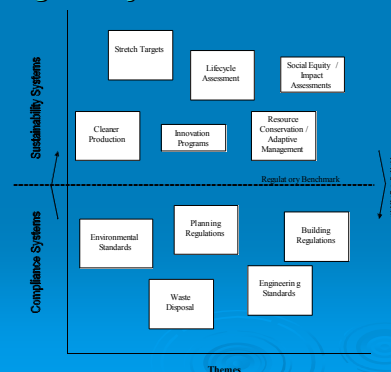 Stretch Targets
Lifecycle
Assessment
Social Equity /
Impact
Assessments
Cleaner
Production
Innovation
Programs
Resource
Conservation /
Adaptive
Management
Sustainability Systems
Regulatory Benchmark
Environmental
Standards
Planning
Regulations
Building
Regulations
Waste
Disposal
Engineering
Standards
Compliance Systems
Themes